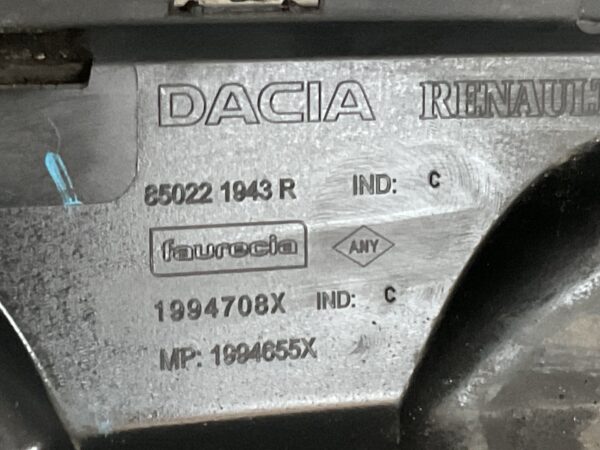 DACIA RENAULT
85022 1943 R IND: C
faurecia ANY
1994708X IND: C
MP: 1994655X